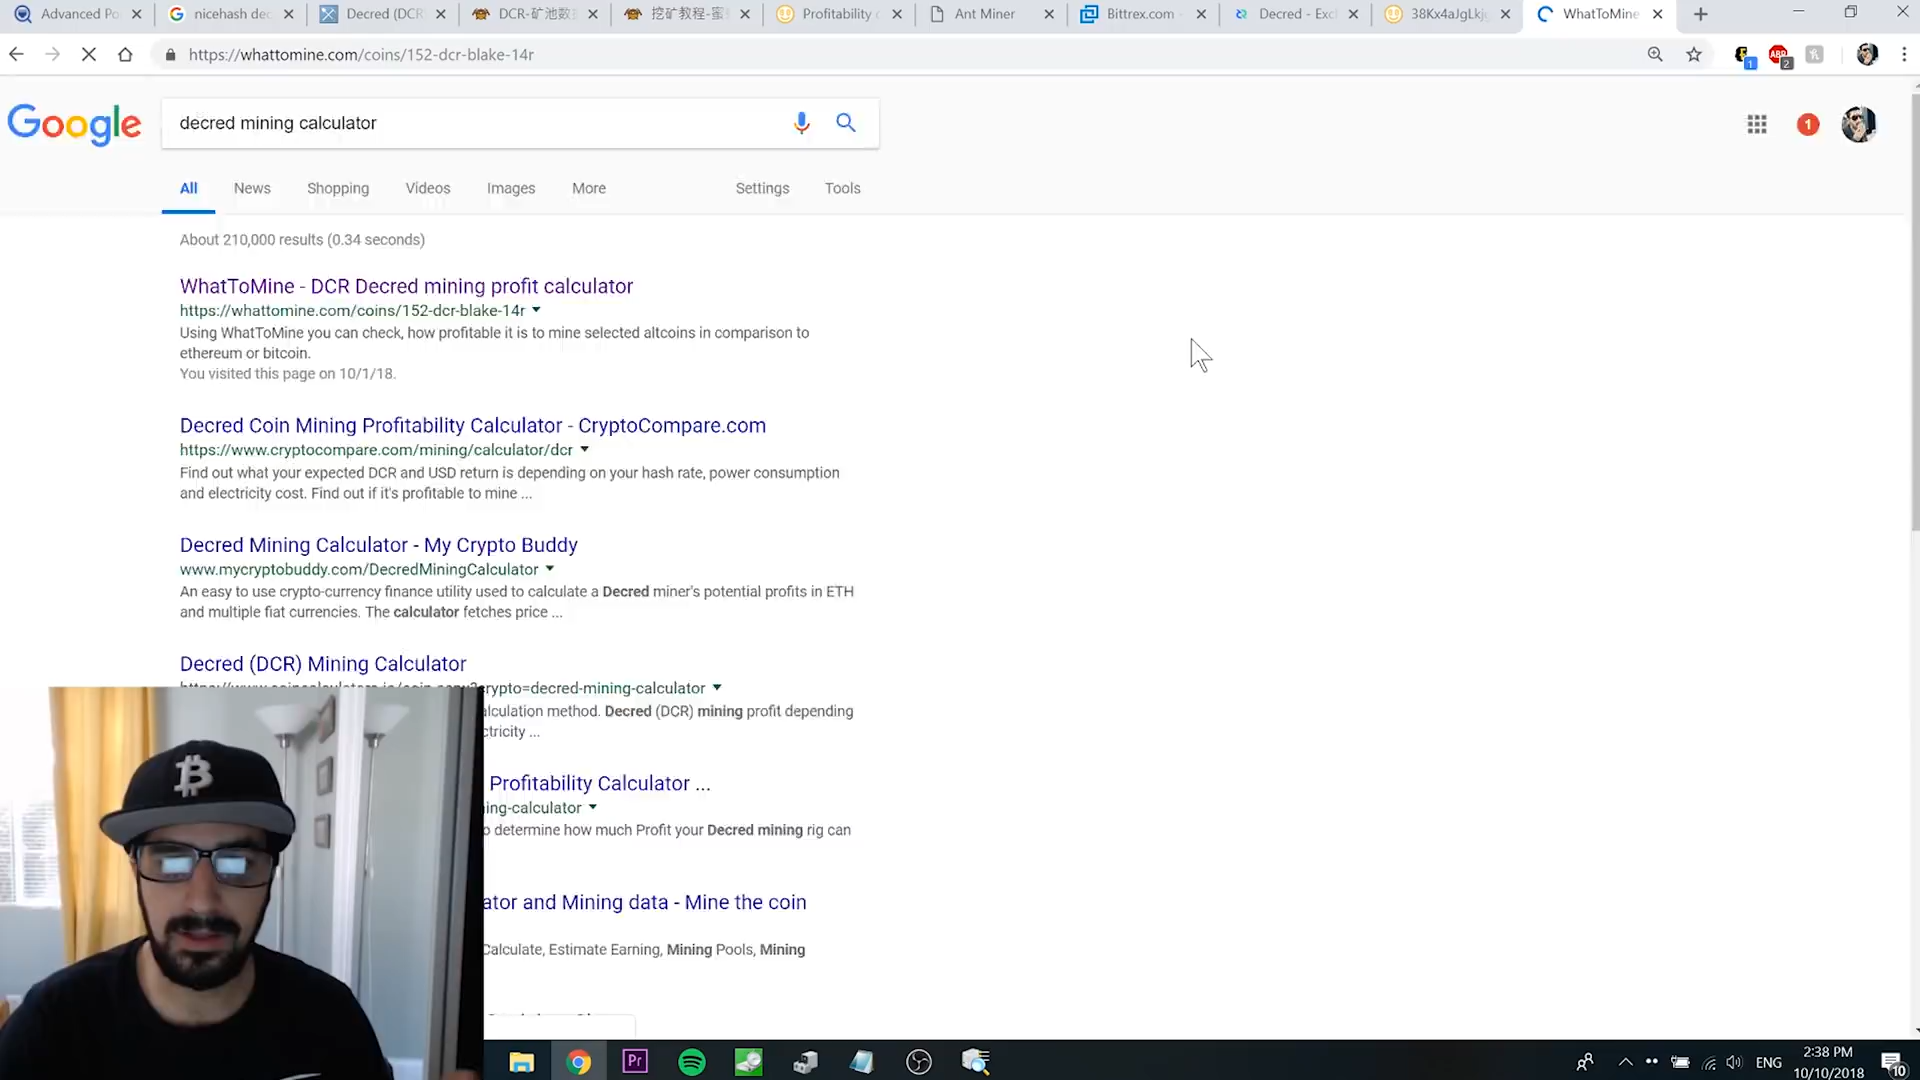 Advanced Po
nicehash dec
Decred (DCR
DCR-矿池数
挖矿教程-蜜
Profitability
Ant Miner
Bittrex.com -
Decred - Exc
38Kx4aJgLkj
WhatToMine
https://whattomine.com/coins/152-dcr-blake-14r
1
ABP
2
Google
decred mining calculator
1
All
News
Shopping
Videos
Images
More
Settings
Tools
About 210,000 results (0.34 seconds)
WhatToMine - DCR Decred mining profit calculator
https://whattomine.com/coins/152-dcr-blake-14r
Using WhatToMine you can check, how profitable it is to mine selected altcoins in comparison to
ethereum or bitcoin.
You visited this page on 10/1/18.
Decred Coin Mining Profitability Calculator - CryptoCompare.com
https://www.cryptocompare.com/mining/calculator/dcr
Find out what your expected DCR and USD return is depending on your hash rate, power consumption
and electricity cost. Find out if it's profitable to mine ...
Decred Mining Calculator - My Crypto Buddy
www.mycryptobuddy.com/DecredMiningCalculator
An easy to use crypto-currency finance utility used to calculate a Decred miner's potential profits in ETH
and multiple fiat currencies. The calculator fetches price ...
Decred (DCR) Mining Calculator
crypto=decred-mining-calculator
alculation method. Decred (DCR) mining profit depending
ctricity ...
Profitability Calculator ...
ing-calculator
o determine how much Profit your Decred mining rig can
ator and Mining data - Mine the coin
Calculate, Estimate Earning, Mining Pools, Mining
Pr
ENG
2:38 PM
10/10/2018
10